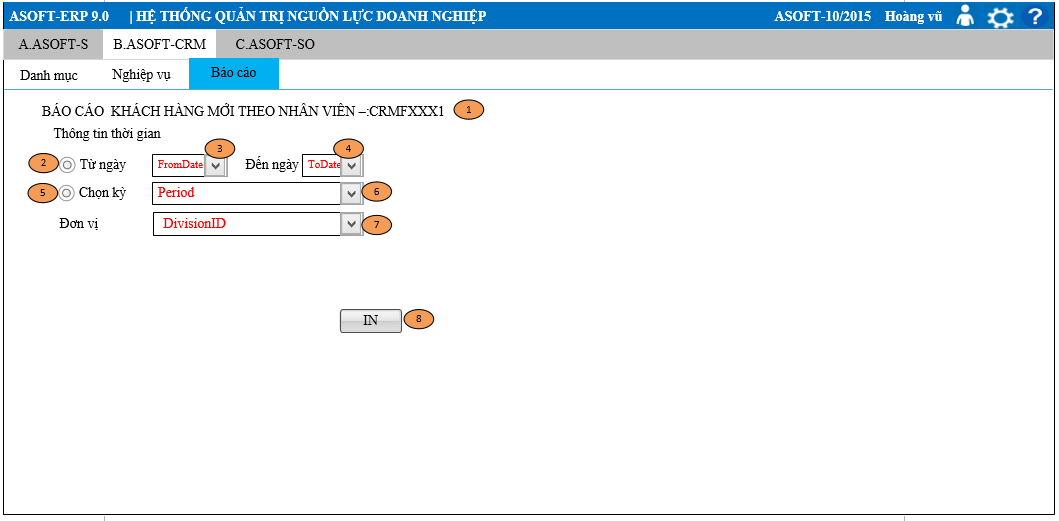 ASOFT-ERP 9.0 | HỆ THỐNG QUẢN TRỊ NGUỒN LỰC DOANH NGHIỆP ASOFT-10/2015 Hoàng vũ ?
A.ASOFT-S B.ASOFT-CRM C.ASOFT-SO
Danh mục Nghiệp vụ Báo cáo
BÁO CÁO KHÁCH HÀNG MỚI THEO NHÂN VIÊN –:CRMFXXX1 1
Thông tin thời gian
2 Từ ngày FromDate 3 Đến ngày ToDate 4
5 Chọn kỳ Period 6
Đơn vị DivisionID 7
IN 8